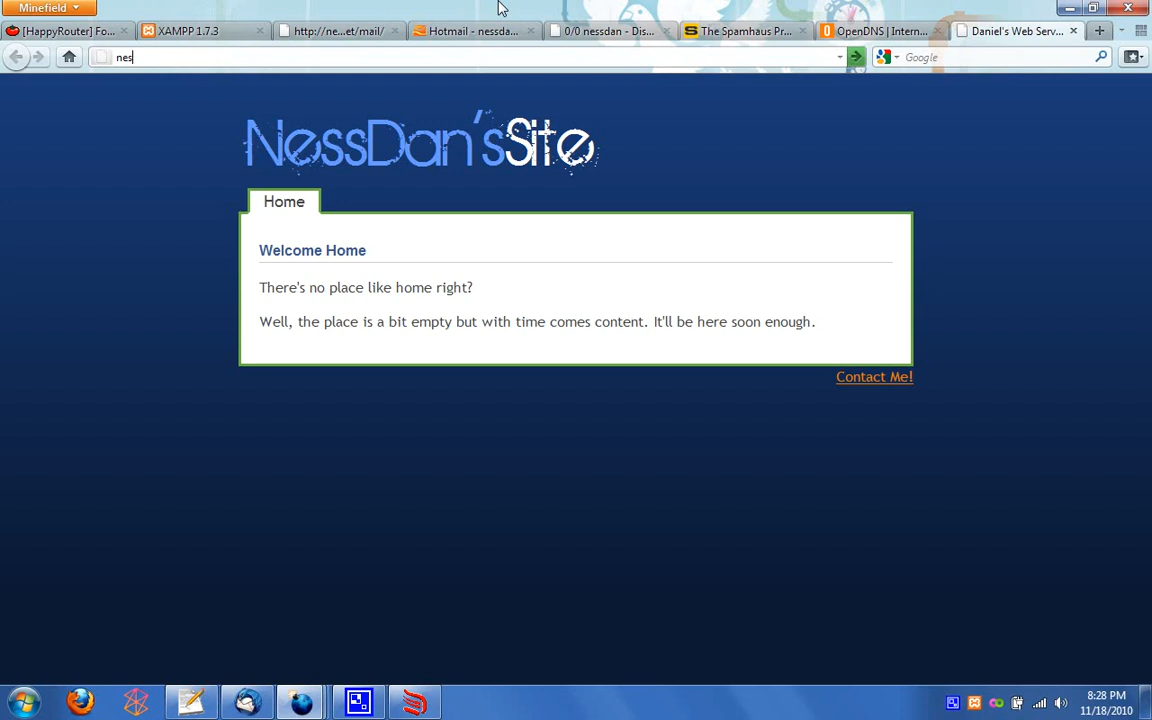 Minefield
[HappyRouter] Fo...
XAMPP 1.7.3
http://ne...et/mail/
Hotmail - nessda...
0/0 nessdan - Dis...
The Spamhaus Pr...
OpenDNS | Intern...
Daniel's Web Serv...
nes
Google
NessDan'sSite
Home
Welcome Home
There's no place like home right?
Well, the place is a bit empty but with time comes content. It'll be here soon enough.
Contact Me!
8:28 PM
11/18/2010